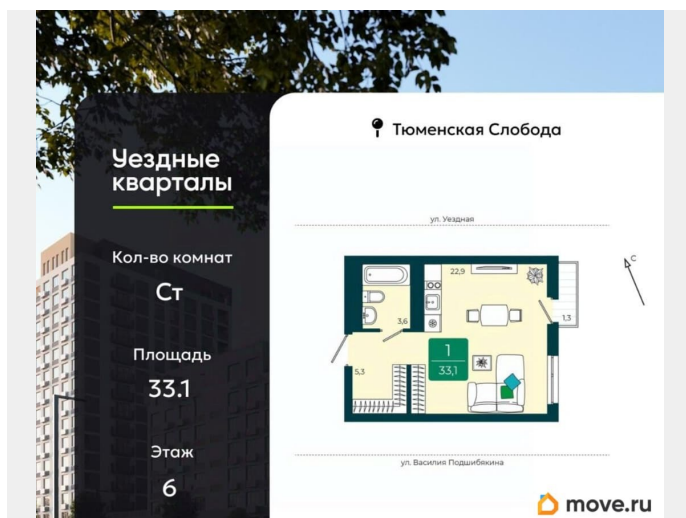 Тюменская Слобода
Уездные
кварталы
Кол-во комнат
Ст
Площадь
33.1
Этаж
6
ул. Уездная
С
22,9
3,6
1,3
1
33,1
5,3
ул. Василия Подшибякина
move.ru